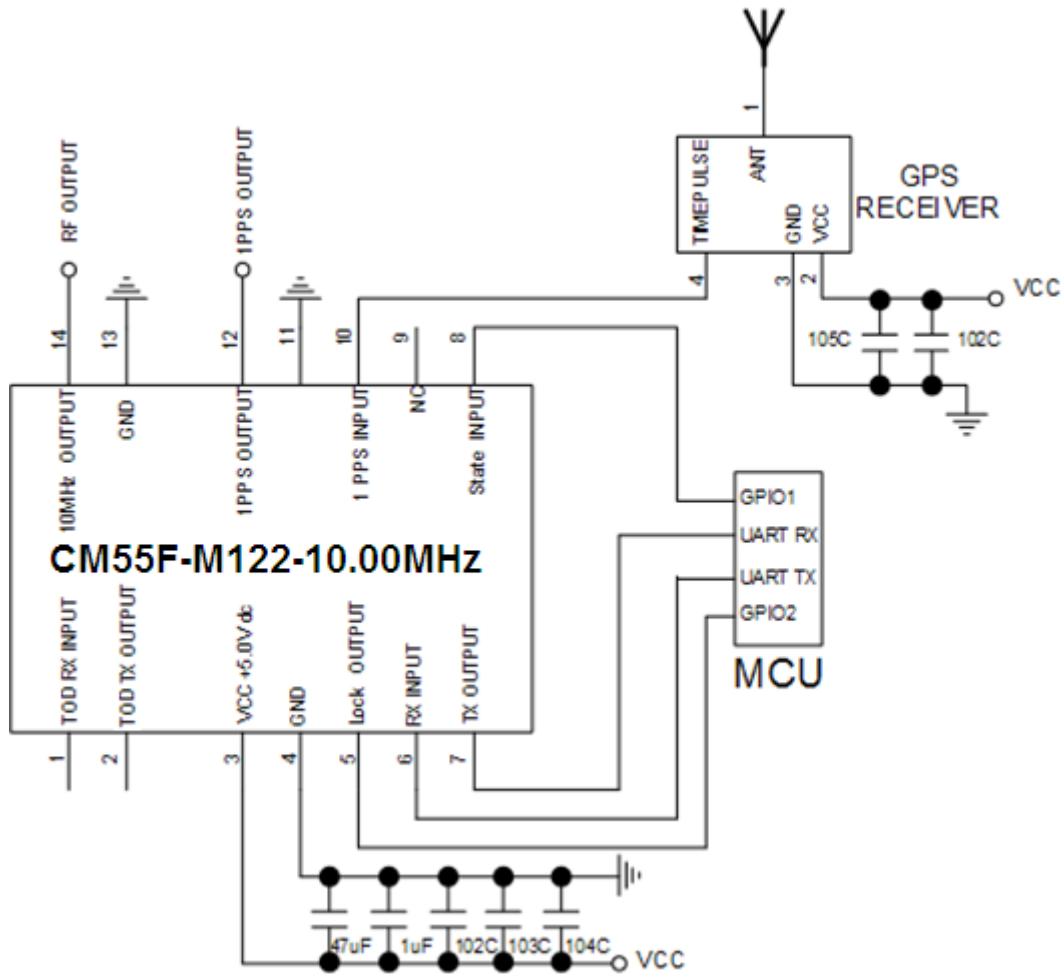 1
TIMEPULSE
ANT
GND
VCC
GPS
RECEIVER
4
3
2
VCC
105C
102C
RF OUTPUT
1PPS OUTPUT
14
13
12
11
10
9
8
10MHz OUTPUT
GND
1PPS OUTPUT
1 PPS INPUT
NC
State INPUT
CM55F-M122-10.00MHz
GPIO1
UART RX
UART TX
GPIO2
MCU
TOD RX INPUT
TOD TX OUTPUT
VCC +5.0V dc
GND
Lock OUTPUT
RX INPUT
TX OUTPUT
1
2
3
4
5
6
7
47uF
1uF
102C
103C
104C
VCC